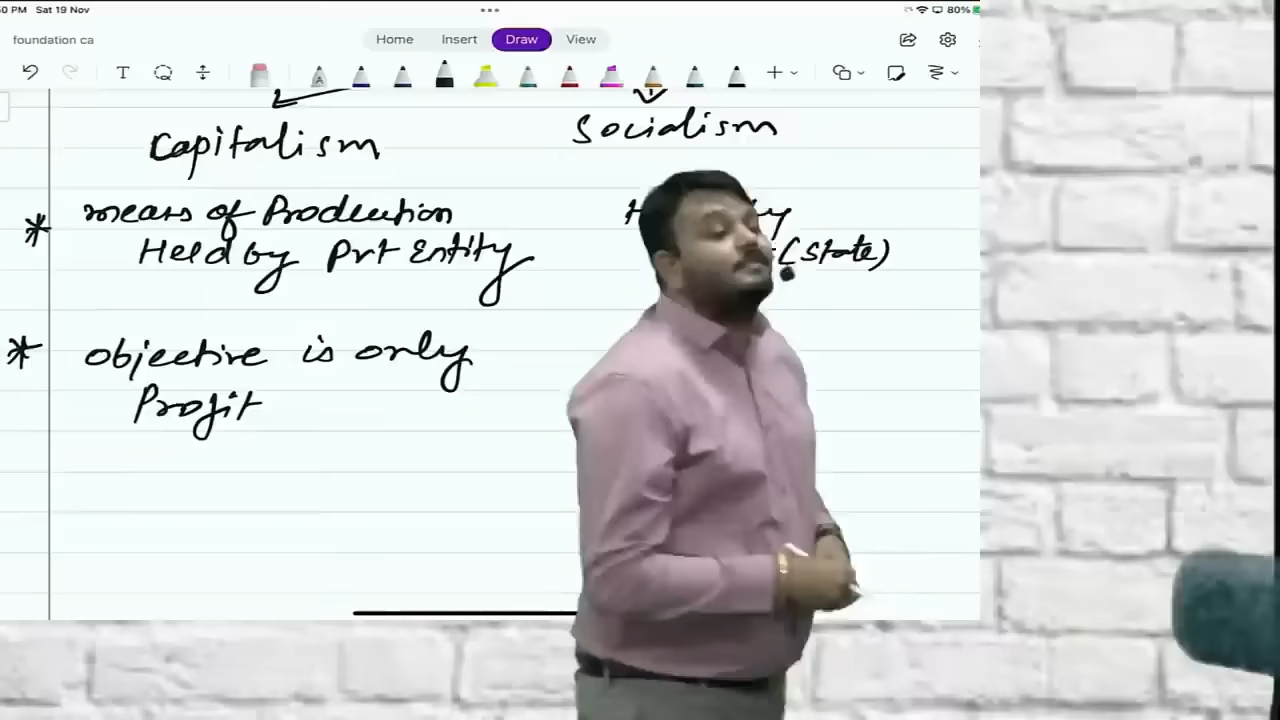 0 PM Sat 19 Nov
80%
foundation ca
Home Insert Draw View
T
A
Capitalism
Socialism
* means of Production
Held by Prt Entity
(State)
* objective is only
Profit